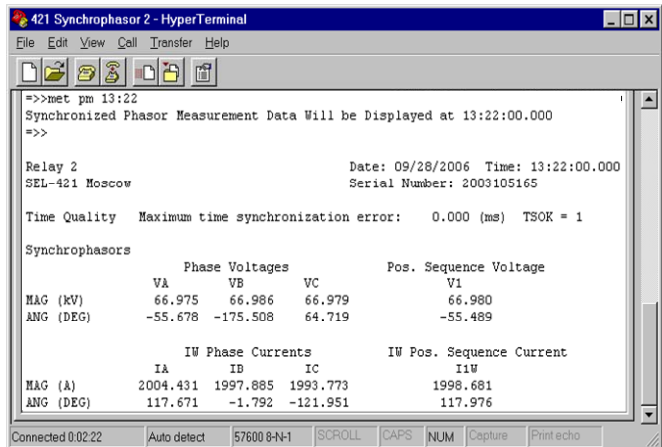 421 Synchrophasor 2 - HyperTerminal
File Edit View Call Transfer Help
=>>met pm 13:22
Synchronized Phasor Measurement Data Will be Displayed at 13:22:00.000
=>>
Relay 2 Date: 09/28/2006 Time: 13:22:00.000
SEL-421 Moscow Serial Number: 2003105165
Time Quality Maximum time synchronization error: 0.000 (ms) TSOK = 1
Synchrophasors
Phase Voltages Pos. Sequence Voltage
VA VB VC V1
MAG (kV) 66.975 66.986 66.979 66.980
ANG (DEG) -55.678 -175.508 64.719 -55.489
IW Phase Currents IW Pos. Sequence Current
IA IB IC I1W
MAG (A) 2004.431 1997.885 1993.773 1998.681
ANG (DEG) 117.671 -1.792 -121.951 117.976
Connected 0:02:22 Auto detect 57600 8-N-1 SCROLL CAPS NUM Capture Print echo